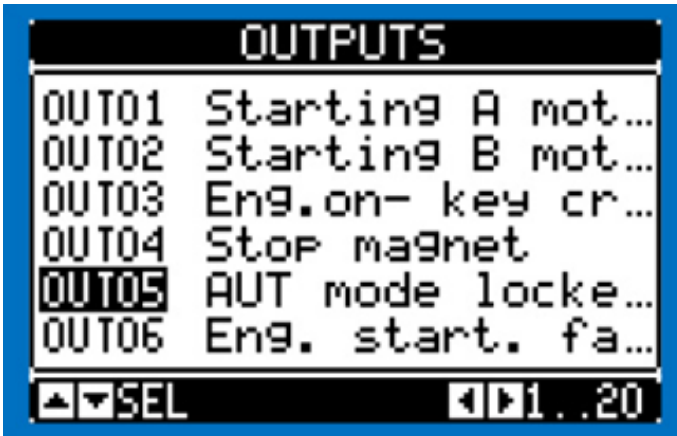 OUTPUTS
OUT01 Starting A mot…
OUT02 Starting B mot…
OUT03 Eng.on- key cr…
OUT04 Stop magnet
OUT05 AUT mode locke…
OUT06 Eng. start. fa…
▲▼SEL ◀▶1..20